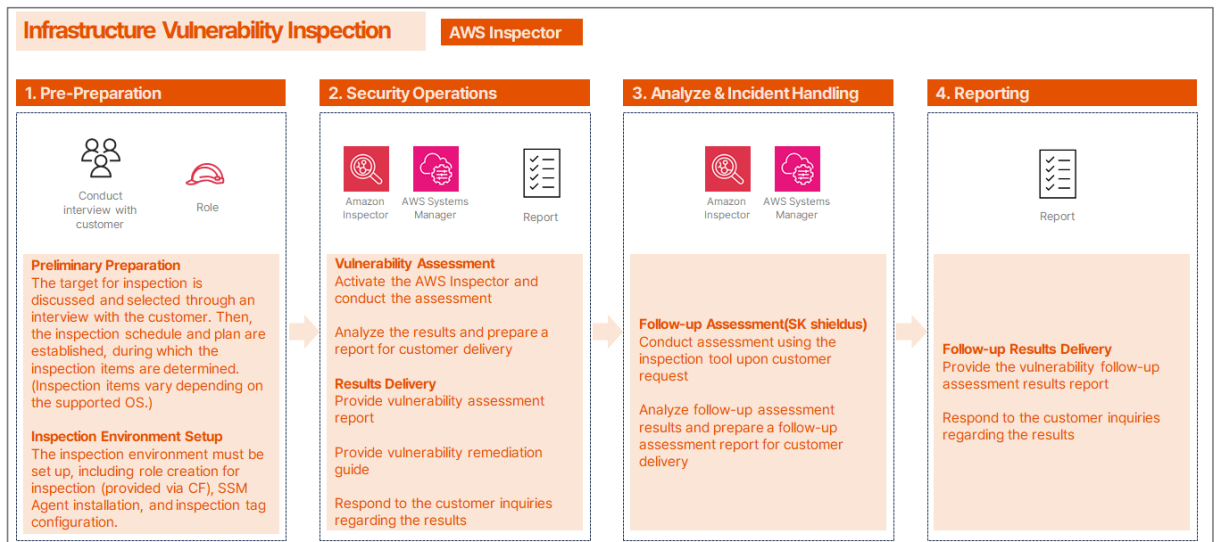 Infrastructure Vulnerability Inspection
AWS Inspector
1. Pre-Preparation
Conduct
interview with
customer
Role
Preliminary Preparation
The target for inspection is
discussed and selected through an
interview with the customer. Then,
the inspection schedule and plan are
established, during which the
inspection items are determined.
(Inspection items vary depending on
the supported OS.)
Inspection Environment Setup
The inspection environment must be
set up, including role creation for
inspection (provided via CF), SSM
Agent installation, and inspection tag
configuration.
2. Security Operations
Amazon
Inspector
AWS Systems
Manager
Report
Vulnerability Assessment
Activate the AWS Inspector and
conduct the assessment
Analyze the results and prepare a
report for customer delivery
Results Delivery
Provide vulnerability assessment
report
Provide vulnerability remediation
guide
Respond to the customer inquiries
regarding the results
3. Analyze & Incident Handling
Amazon
Inspector
AWS Systems
Manager
Follow-up Assessment(SK shieldus)
Conduct assessment using the
inspection tool upon customer
request
Analyze follow-up assessment
results and prepare a follow-up
assessment report for customer
delivery
4. Reporting
Report
Follow-up Results Delivery
Provide the vulnerability follow-up
assessment results report
Respond to the customer inquiries
regarding the results